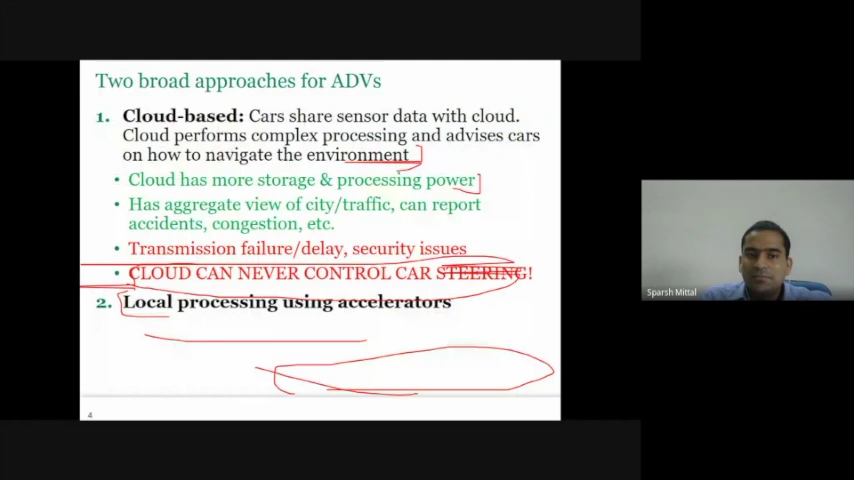 Two broad approaches for ADVs
1. Cloud-based: Cars share sensor data with cloud.
Cloud performs complex processing and advises cars
on how to navigate the environment
• Cloud has more storage & processing power
• Has aggregate view of city/traffic, can report
accidents, congestion, etc.
• Transmission failure/delay, security issues
• CLOUD CAN NEVER CONTROL CAR STEERING!
2. Local processing using accelerators
4
Sparsh Mittal